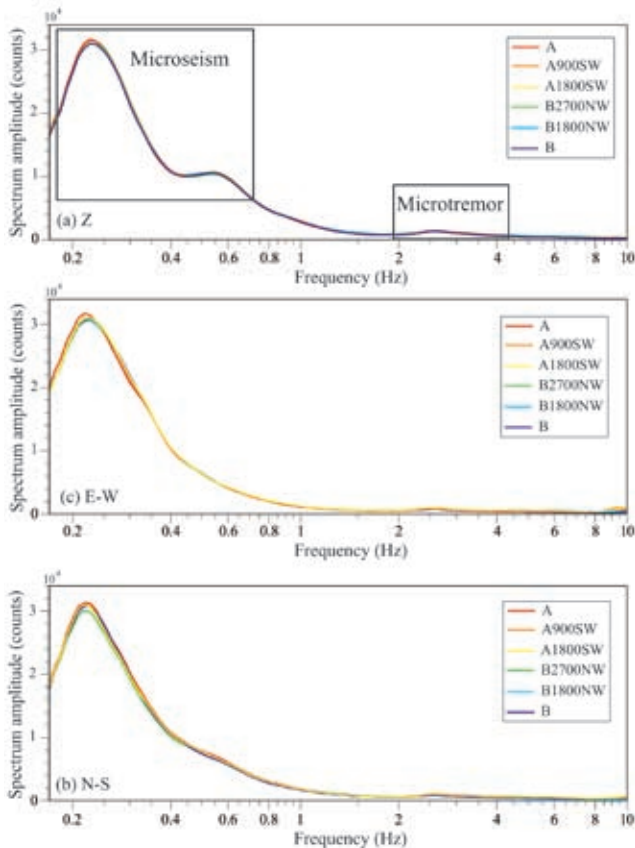 ×10⁴
3
2
1
0
Spectrum amplitude (counts)
Microseism
Microtremor
A
A900SW
A1800SW
B2700NW
B1800NW
B
(a) Z
0.2 0.4 0.6 0.8 1 2 4 6 8 10
Frequency (Hz)
3
2
1
0
Spectrum amplitude (counts)
A
A900SW
A1800SW
B2700NW
B1800NW
B
(c) E-W
0.2 0.4 0.6 0.8 1 2 4 6 8 10
Frequency (Hz)
3
2
1
0
Spectrum amplitude (counts)
A
A900SW
A1800SW
B2700NW
B1800NW
B
(b) N-S
0.2 0.4 0.6 0.8 1 2 4 6 8 10
Frequency (Hz)